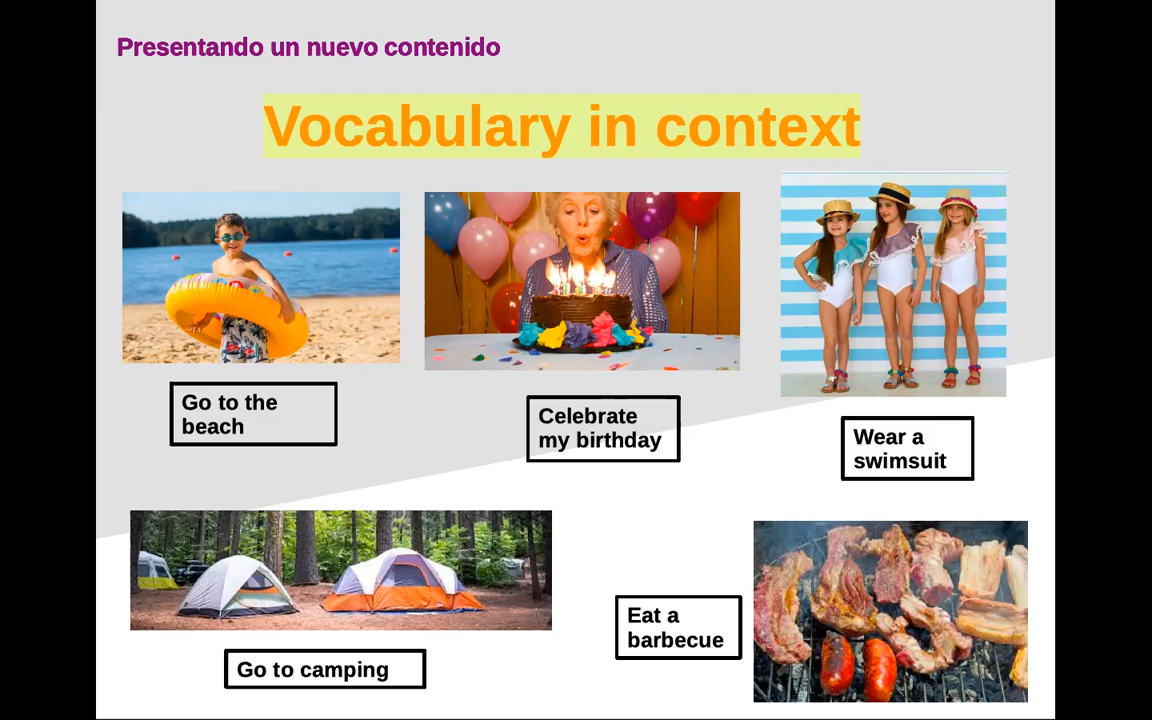 Presentando un nuevo contenido
Vocabulary in context
Go to the
beach
Celebrate
my birthday
Wear a
swimsuit
Go to camping
Eat a
barbecue